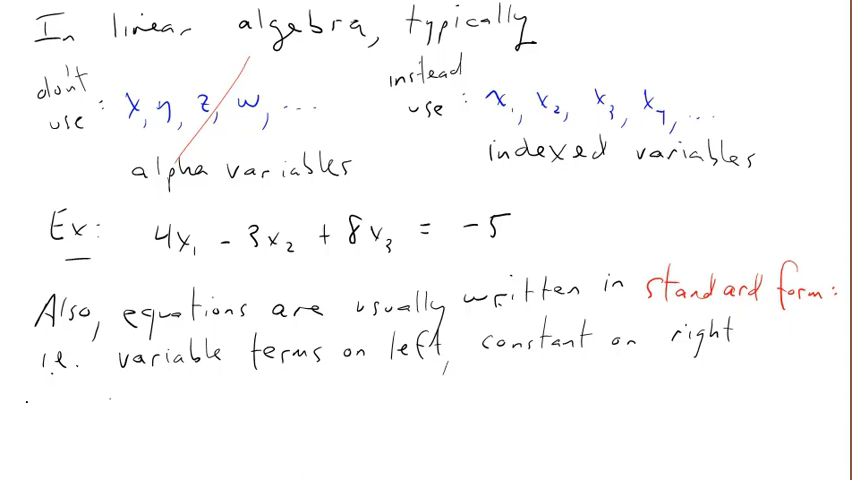 In linear algebra, typically
don't use: x, y, z, w, ...
instead use: x₁, x₂, x₃, x₇, ...
alpha variables
indexed variables
Ex: 4x₁ - 3x₂ + 8x₃ = -5
Also, equations are usually written in standard form:
i.e. variable terms on left, constant on right